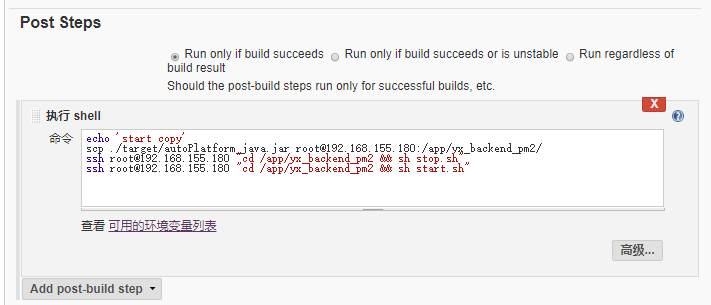 Post Steps
Run only if build succeeds Run only if build succeeds or is unstable Run regardless of
build result
Should the post-build steps run only for successful builds, etc.
X
执行 shell
命令
echo 'start copy'
scp ./target/autoPlatform_java.jar root@192.168.155.180:/app/yx_backend_pm2/
ssh root@192.168.155.180 "cd /app/yx_backend_pm2 && sh stop.sh"
ssh root@192.168.155.180 "cd /app/yx_backend_pm2 && sh start.sh"
查看 可用的环境变量列表
高级...
Add post-build step